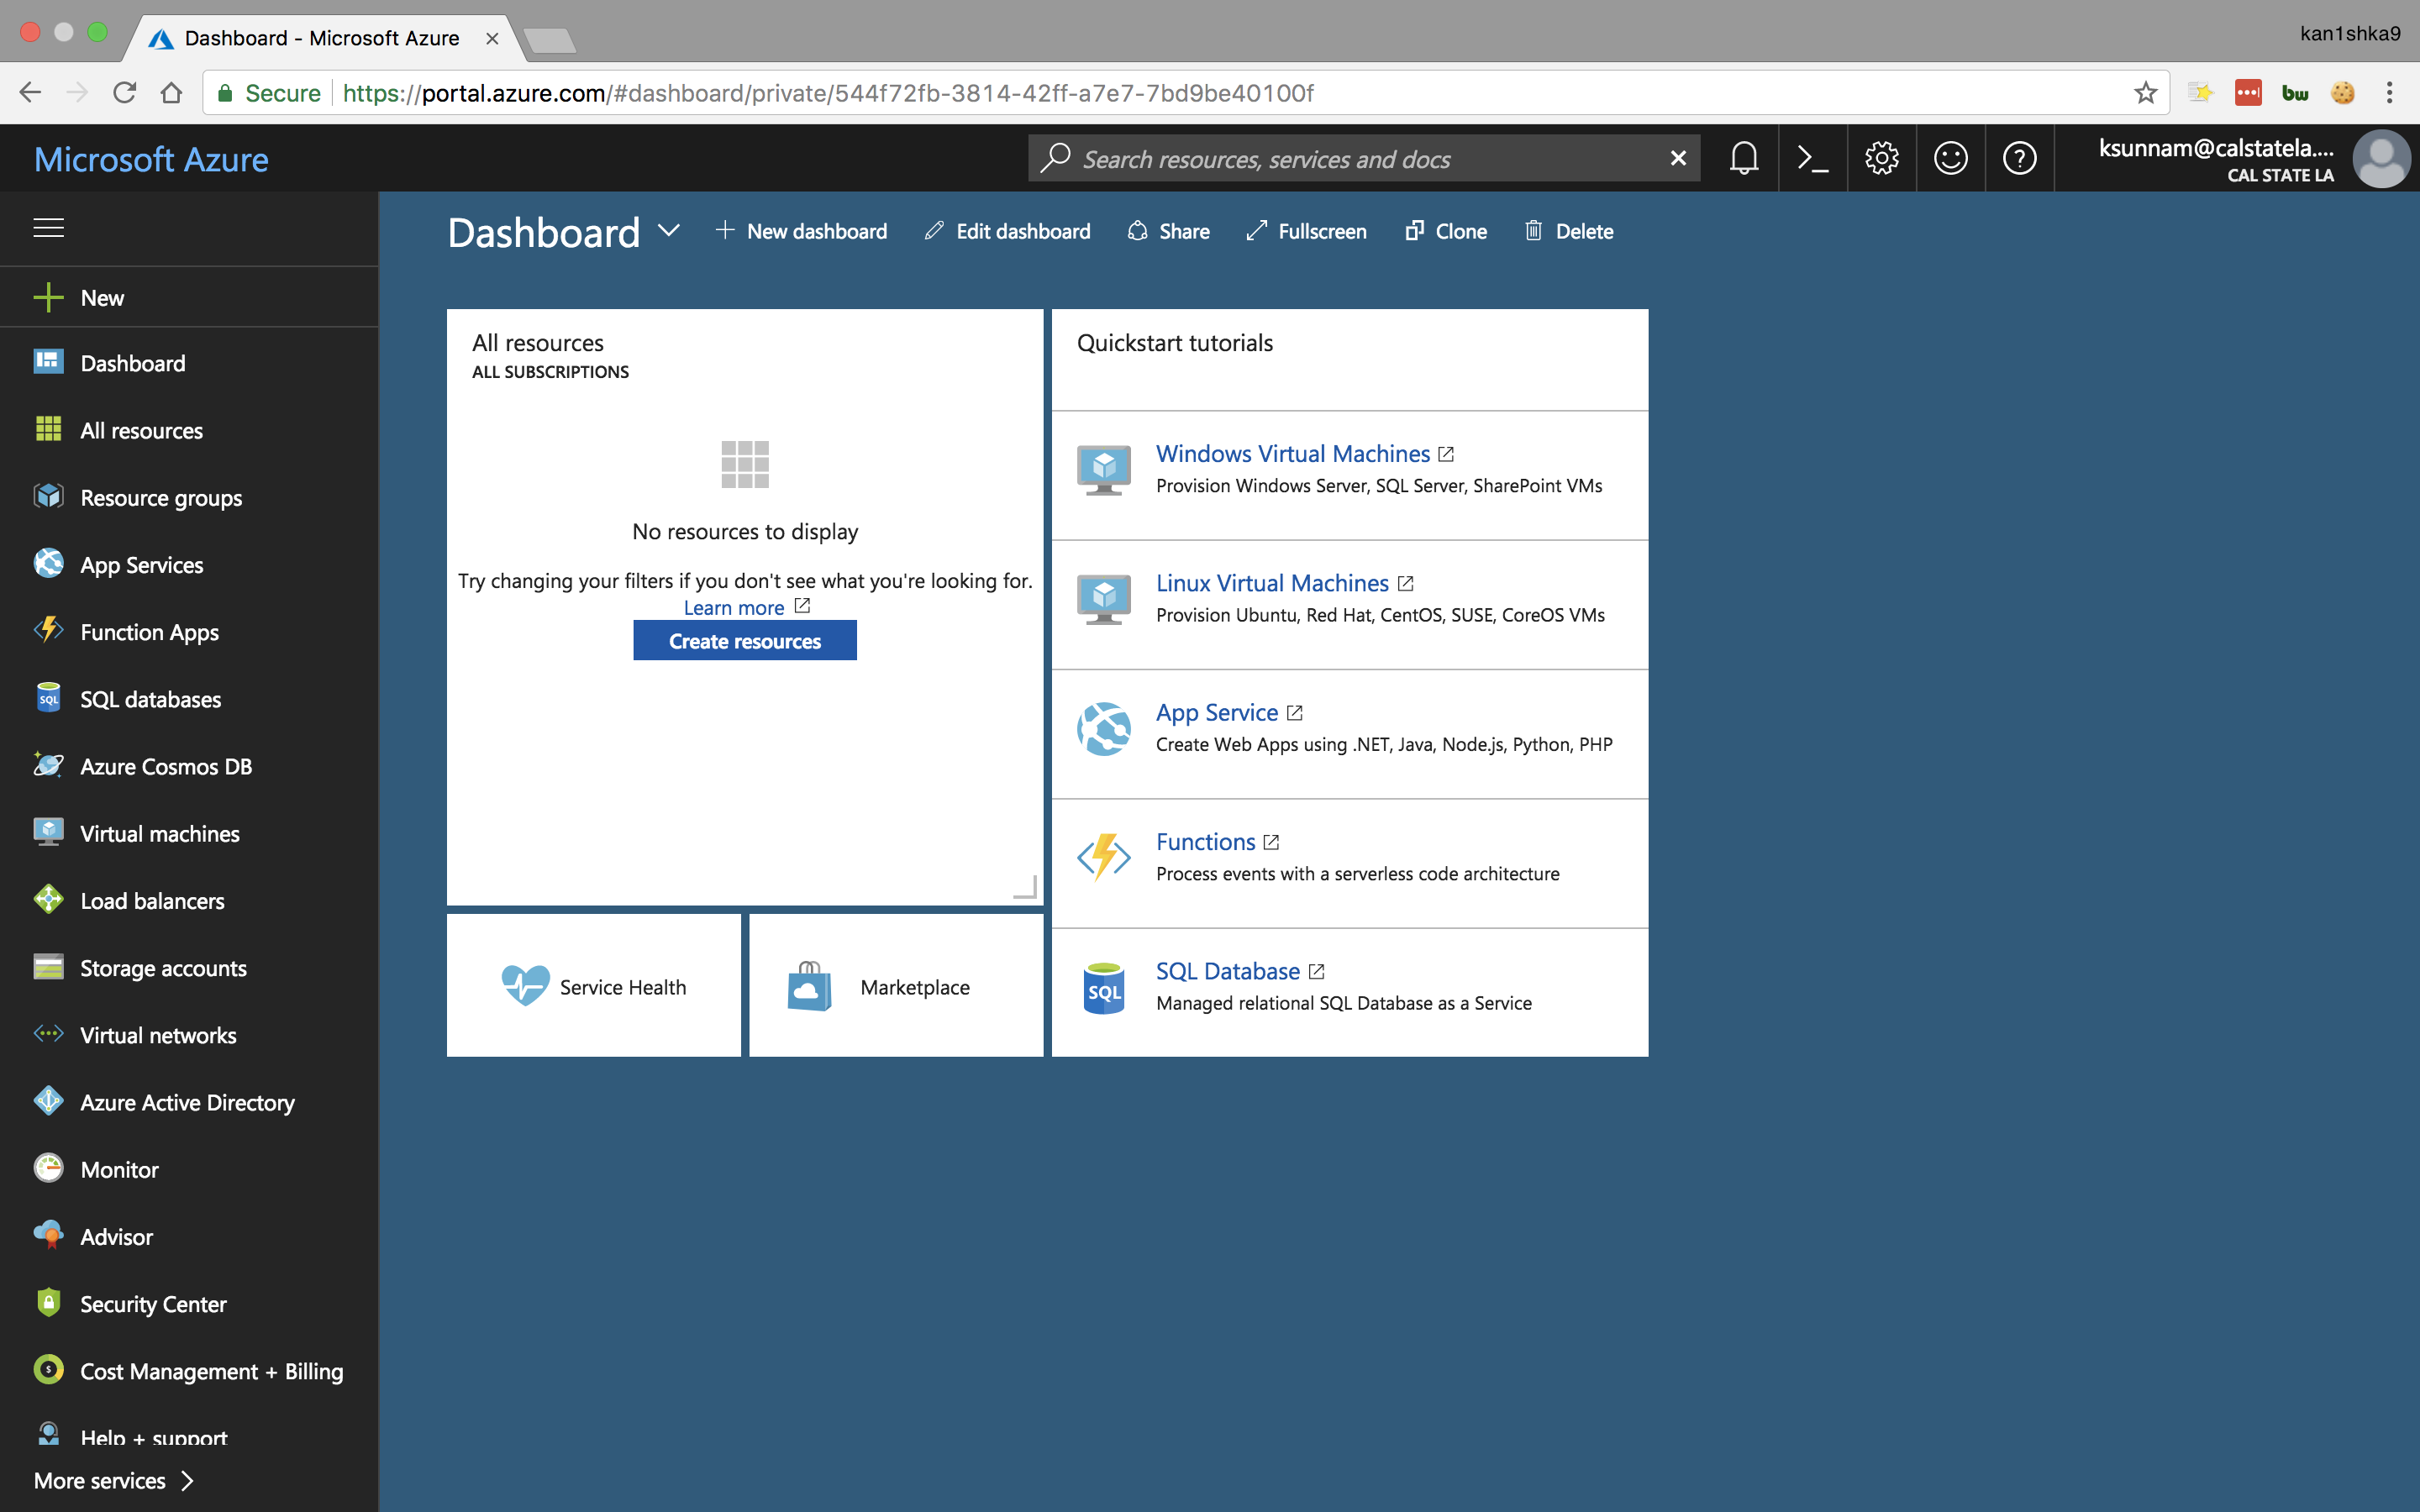 Dashboard - Microsoft Azure
kan1shka9
Secure https://portal.azure.com/#dashboard/private/544f72fb-3814-42ff-a7e7-7bd9be40100f
bw
Microsoft Azure
Search resources, services and docs
ksunnam@calstatela....
CAL STATE LA
Dashboard
New dashboard
Edit dashboard
Share
Fullscreen
Clone
Delete
New
Dashboard
All resources
Resource groups
App Services
Function Apps
SQL databases
Azure Cosmos DB
Virtual machines
Load balancers
Storage accounts
Virtual networks
Azure Active Directory
Monitor
Advisor
Security Center
Cost Management + Billing
Help + support
More services
All resources
ALL SUBSCRIPTIONS
No resources to display
Try changing your filters if you don't see what you're looking for.
Learn more
Create resources
Service Health
Marketplace
Quickstart tutorials
Windows Virtual Machines
Provision Windows Server, SQL Server, SharePoint VMs
Linux Virtual Machines
Provision Ubuntu, Red Hat, CentOS, SUSE, CoreOS VMs
App Service
Create Web Apps using .NET, Java, Node.js, Python, PHP
Functions
Process events with a serverless code architecture
SQL
SQL Database
Managed relational SQL Database as a Service